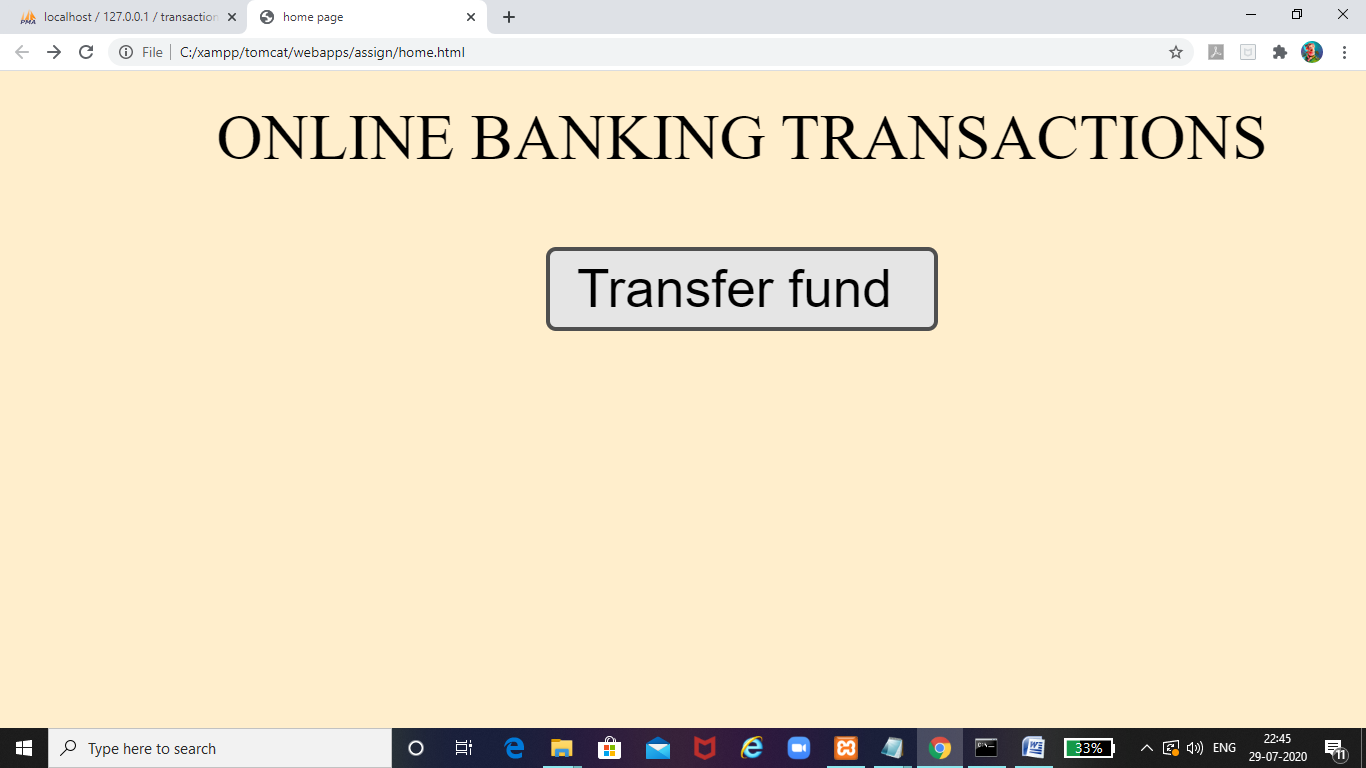 PMA localhost / 127.0.0.1 / transaction
home page
File C:/xampp/tomcat/webapps/assign/home.html
ONLINE BANKING TRANSACTIONS
Transfer fund
Type here to search
33%
ENG
22:45
29-07-2020
11